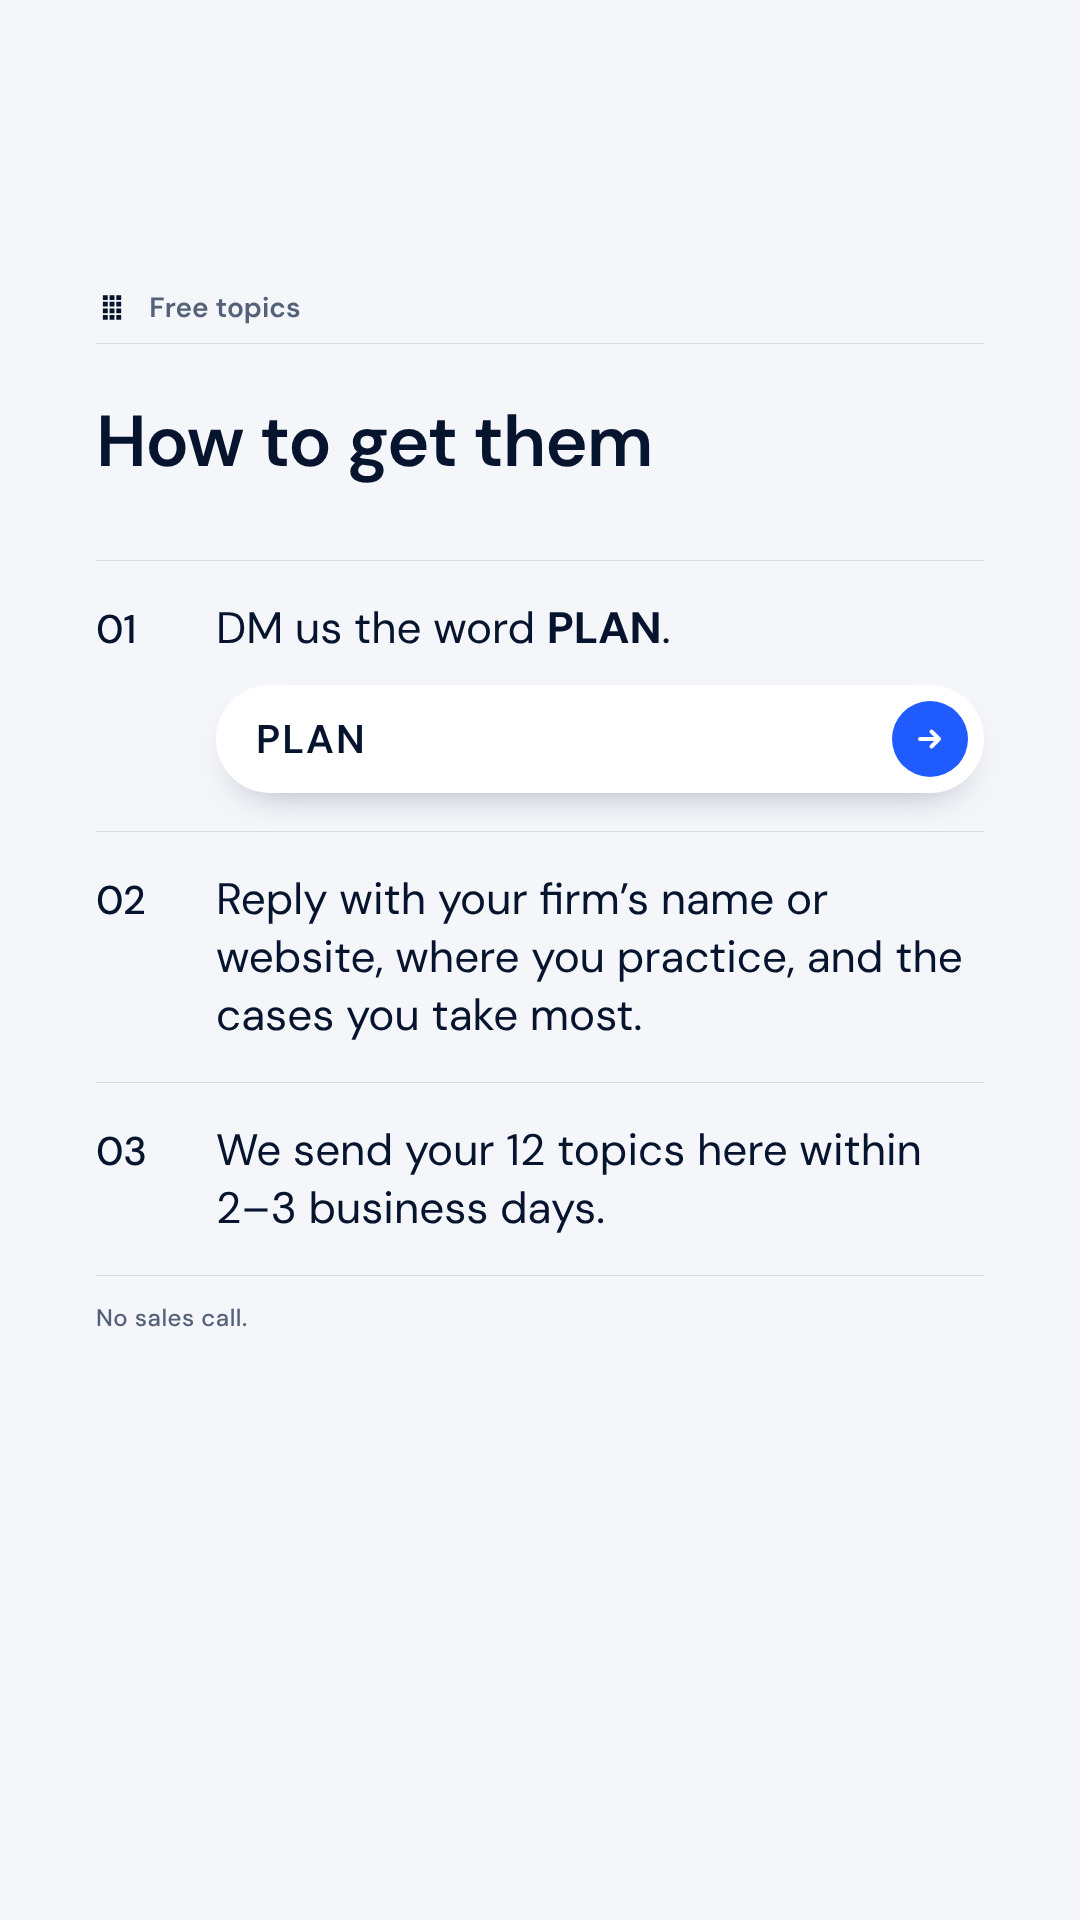 Free topics
How to get them
01 DM us the word PLAN.
PLAN
02 Reply with your firm’s name or
website, where you practice, and the
cases you take most.
03 We send your 12 topics here within
2–3 business days.
No sales call.